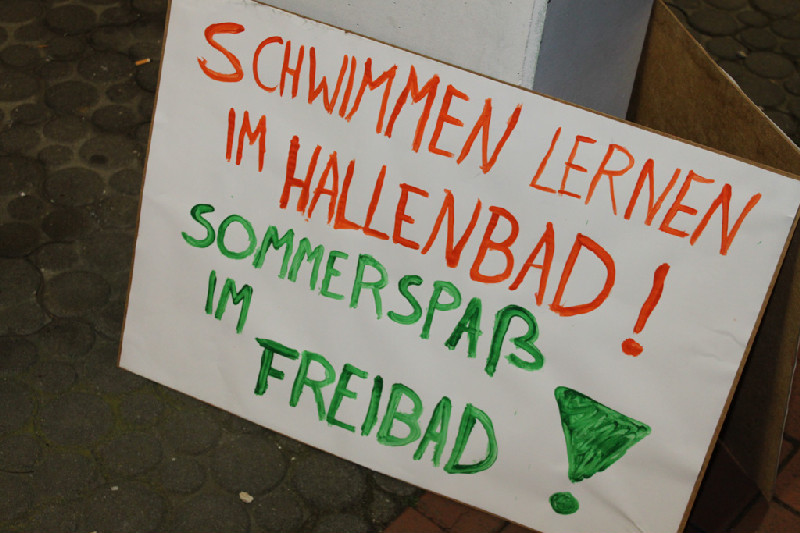 SCHWIMMEN LERNEN
IM HALLENBAD!
SOMMERSPAß
IM FREIBAD!